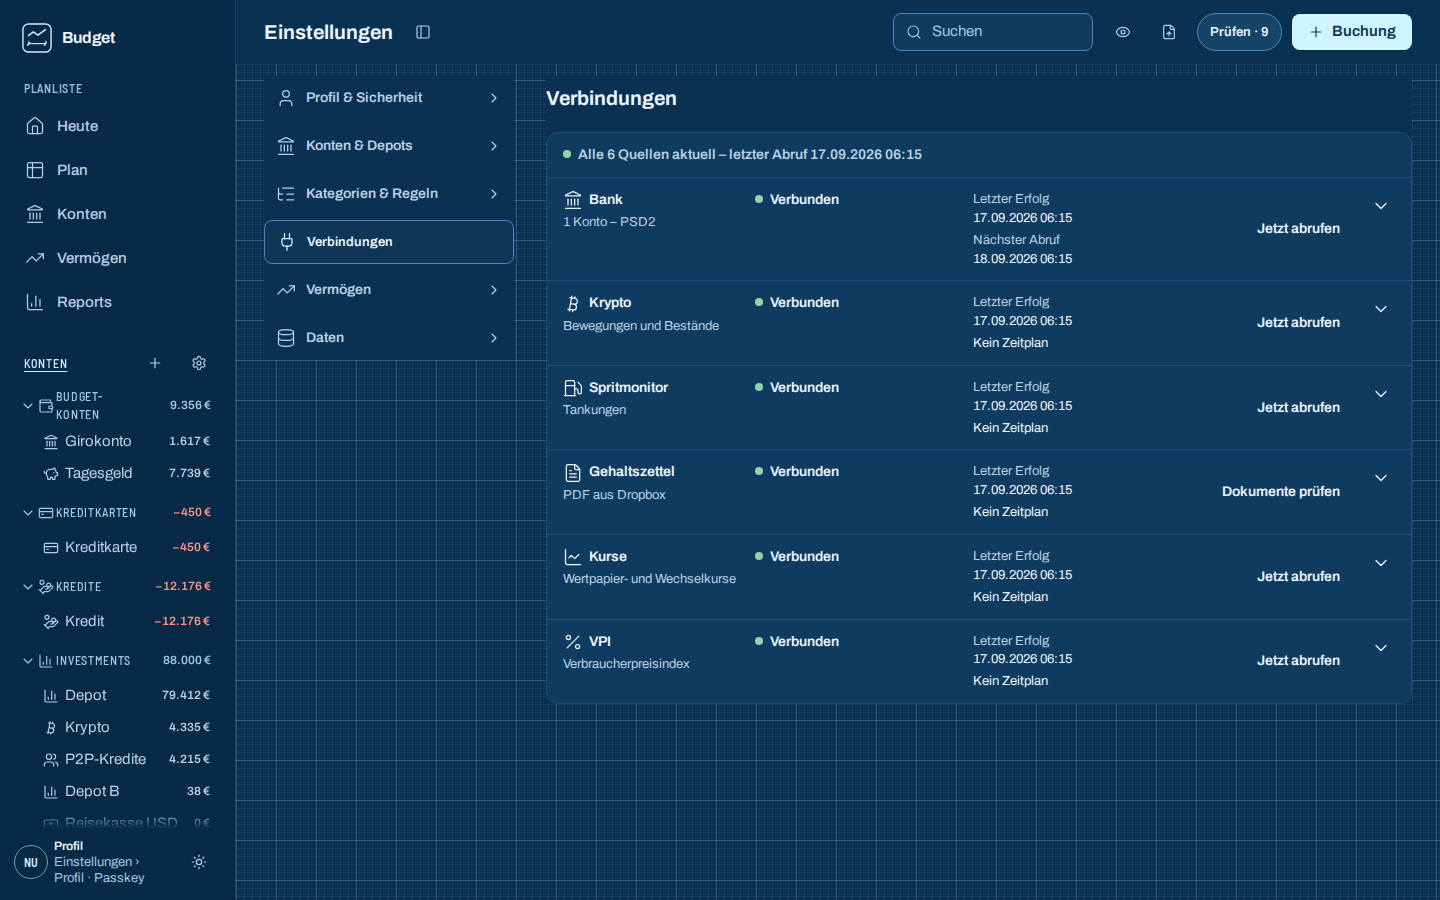 Budget
PLANLISTE
Heute
Plan
Konten
Vermögen
Reports
KONTEN
BUDGET-
KONTEN
9.356 €
Girokonto 1.617 €
Tagesgeld 7.739 €
KREDITKARTEN −450 €
Kreditkarte −450 €
KREDITE −12.176 €
Kredit −12.176 €
INVESTMENTS 88.000 €
Depot 79.412 €
Krypto 4.335 €
P2P-Kredite 4.215 €
Depot B 38 €
Reisekasse USD 0 €
NU
Profil
Einstellungen ›
Profil · Passkey
Einstellungen
Suchen
Prüfen · 9
Buchung
Profil & Sicherheit
Konten & Depots
Kategorien & Regeln
Verbindungen
Vermögen
Daten
Verbindungen
Alle 6 Quellen aktuell – letzter Abruf 17.09.2026 06:15
Bank
1 Konto – PSD2
Verbunden
Letzter Erfolg
17.09.2026 06:15
Nächster Abruf
18.09.2026 06:15
Jetzt abrufen
Krypto
Bewegungen und Bestände
Verbunden
Letzter Erfolg
17.09.2026 06:15
Kein Zeitplan
Jetzt abrufen
Spritmonitor
Tankungen
Verbunden
Letzter Erfolg
17.09.2026 06:15
Kein Zeitplan
Jetzt abrufen
Gehaltszettel
PDF aus Dropbox
Verbunden
Letzter Erfolg
17.09.2026 06:15
Kein Zeitplan
Dokumente prüfen
Kurse
Wertpapier- und Wechselkurse
Verbunden
Letzter Erfolg
17.09.2026 06:15
Kein Zeitplan
Jetzt abrufen
VPI
Verbraucherpreisindex
Verbunden
Letzter Erfolg
17.09.2026 06:15
Kein Zeitplan
Jetzt abrufen